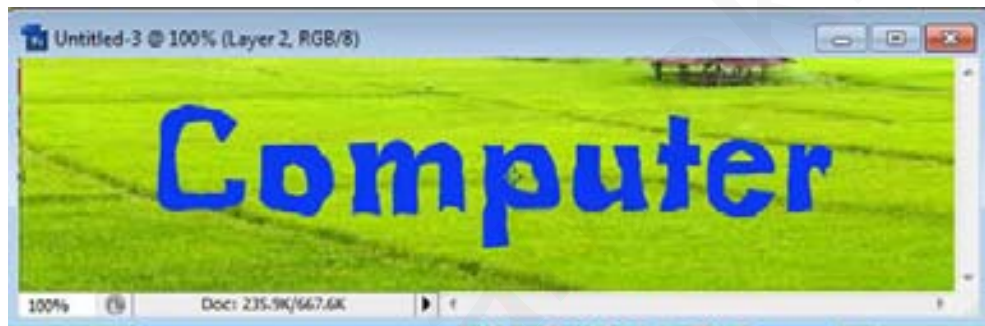 Untitled-3 @ 100% (Layer 2, RGB/8)
Computer
100% Doc: 235.9K/667.6K